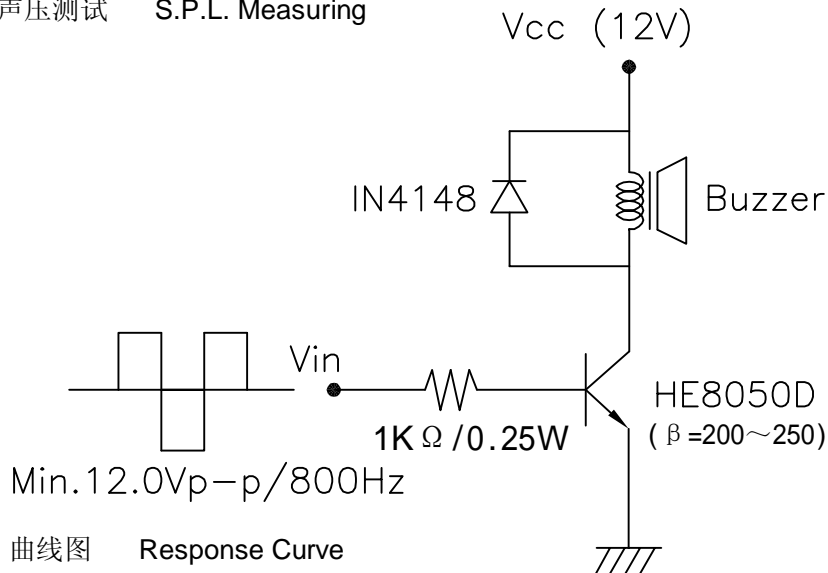 声压测试 S.P.L. Measuring
Vcc (12V)
IN4148
Buzzer
Vin
HE8050D
1KΩ/0.25W
(β=200～250)
Min.12.0Vp-p/800Hz
曲线图 Response Curve